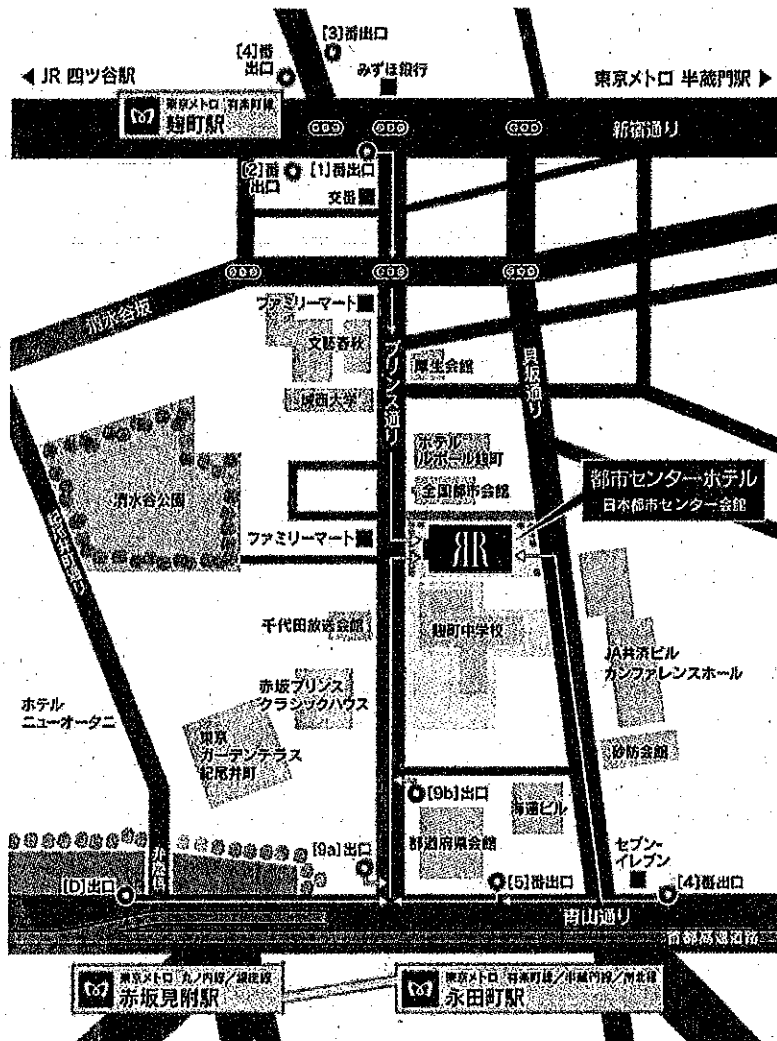 [3]番出口
[4]番
出口
みずほ銀行
◀ JR 四ツ谷駅
東京メトロ 半蔵門駅 ▶
東京メトロ 有楽町線
麹町駅
新宿通り
[2]番
出口
[1]番出口
交番
清水谷坂
ファミリーマート
文藝春秋
プリンス通り
厚生会館
貝坂通り
城西大学
ホテル
ルポール麹町
全国都市会館
都市センターホテル
日本都市センター会館
清水谷公園
紀尾井町通り
ファミリーマート
千代田放送会館
麹町中学校
JA共済ビル
カンファレンスホール
赤坂プリンス
クラシックハウス
ホテル
ニューオータニ
東京
ガーデンテラス
紀尾井町
砂防会館
[9b]出口
海運ビル
都道府県会館
弁慶橋
[9a]出口
セブン-
イレブン
[D]出口
[5]番出口
[4]番出口
青山通り
首都高速道路
東京メトロ 丸ノ内線/銀座線
赤坂見附駅
東京メトロ 有楽町線/半蔵門線/南北線
永田町駅